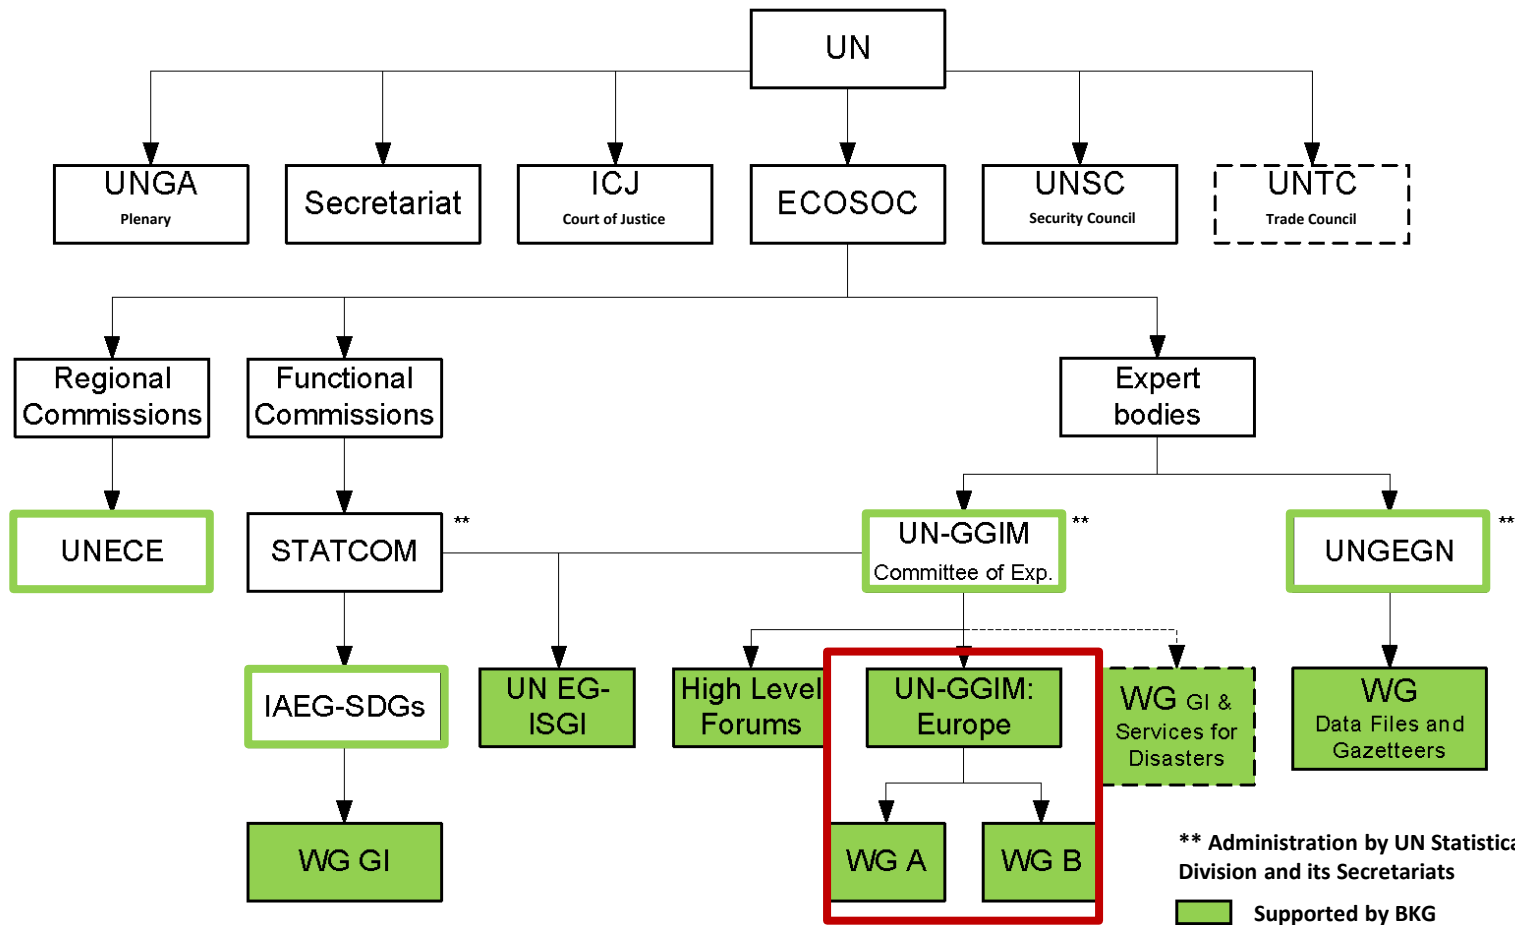 UN
UNGA
Plenary
Secretariat
ICJ
Court of Justice
ECOSOC
UNSC
Security Council
UNTC
Trade Council
Regional
Commissions
Functional
Commissions
Expert
bodies
UNECE
STATCOM
**
UN-GGIM
Committee of Exp.
**
UNGEGN
**
IAEG-SDGs
UN EG-
ISGI
High Level
Forums
UN-GGIM:
Europe
WG GI &
Services for
Disasters
WG
Data Files and
Gazetteers
WG GI
WG A
WG B
** Administration by UN Statistica
Division and its Secretariats
Supported by BKG